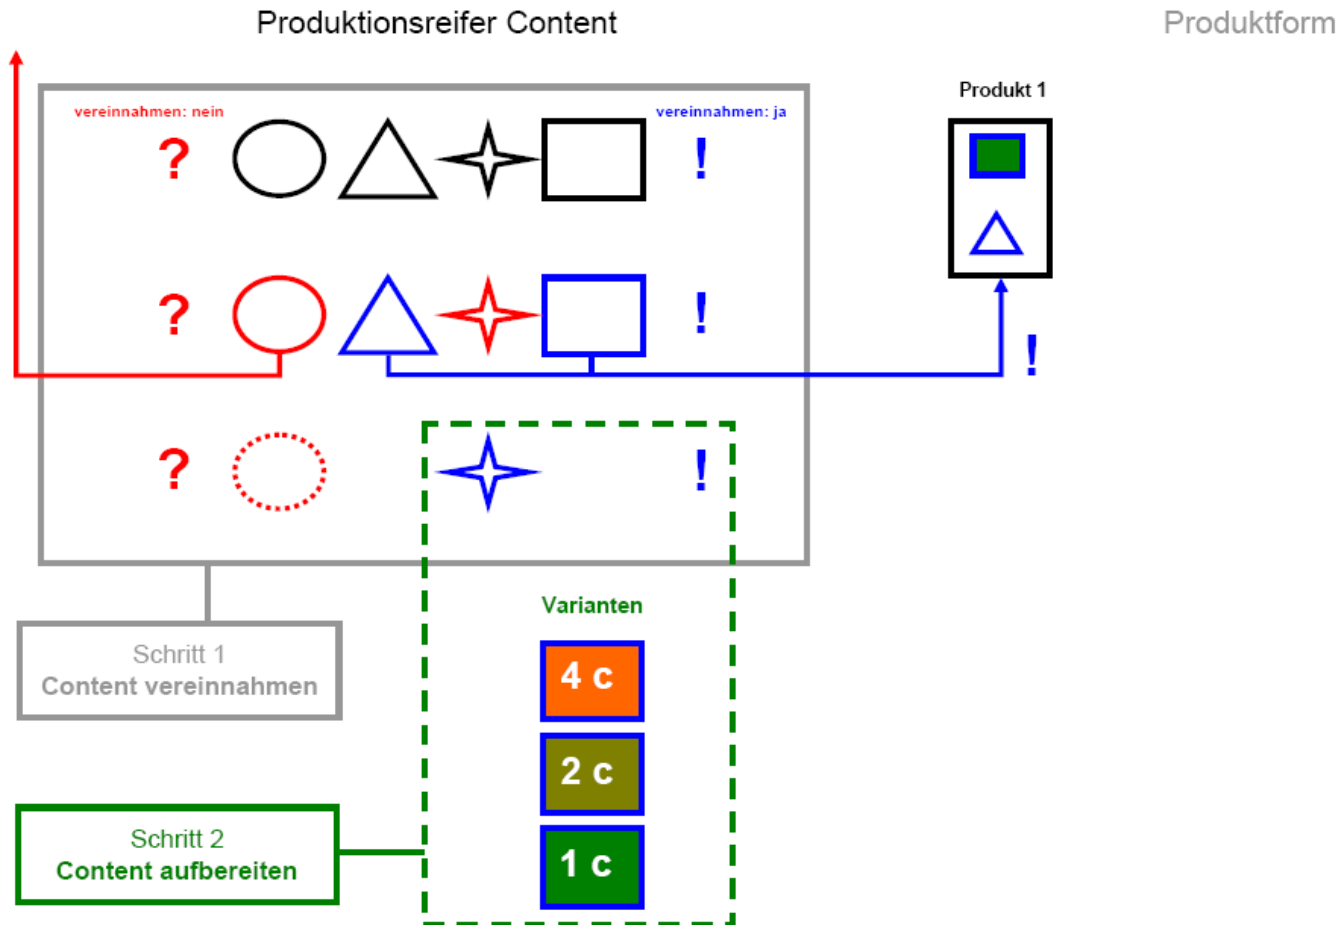 Produktionsreifer Content
Produktform
Produkt 1
vereinnahmen: nein
vereinnahmen: ja
? !
? !
!
? !
Varianten
4 c
Schritt 1
Content vereinnahmen
2 c
Schritt 2
Content aufbereiten
1 c